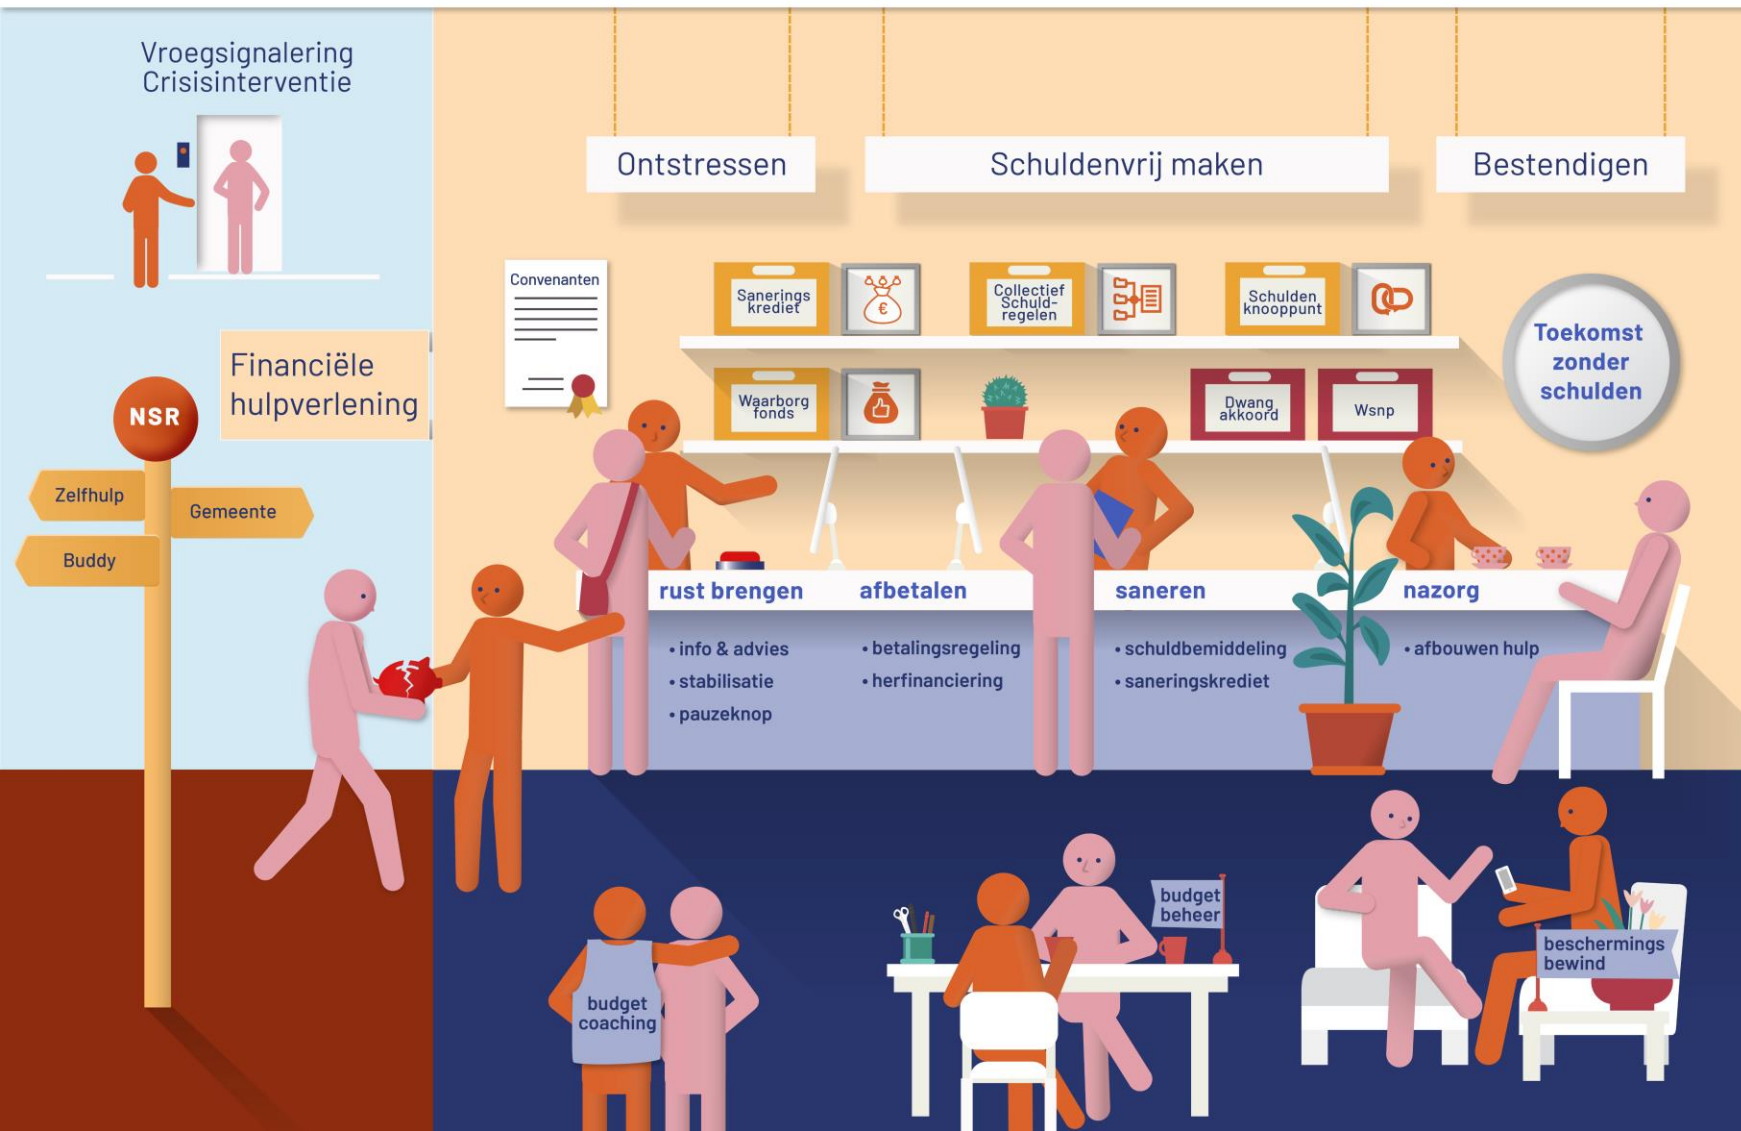 Vroegsignalering
Crisisinterventie
Financiële
hulpverlening
NSR
Zelfhulp
Gemeente
Buddy
Ontstressen
Schuldenvrij maken
Bestendigen
Convenanten
Sanerings
krediet
€
Collectief
Schuld-
regelen
Schulden
knooppunt
Waarborg
fonds
Dwang
akkoord
Wsnp
Toekomst
zonder
schulden
rust brengen
• info & advies
• stabilisatie
• pauzeknop
afbetalen
• betalingsregeling
• herfinanciering
saneren
• schuldbemiddeling
• saneringskrediet
nazorg
• afbouwen hulp
budget
coaching
budget
beheer
beschermings
bewind